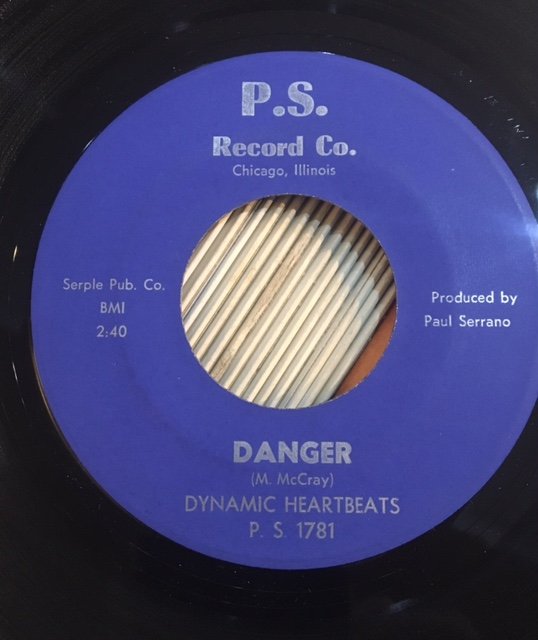 P.S.
Record Co.
Chicago, Illinois
Serple Pub. Co.
BMI
2:40
Produced by
Paul Serrano
DANGER
(M. McCray)
DYNAMIC HEARTBEATS
P. S. 1781